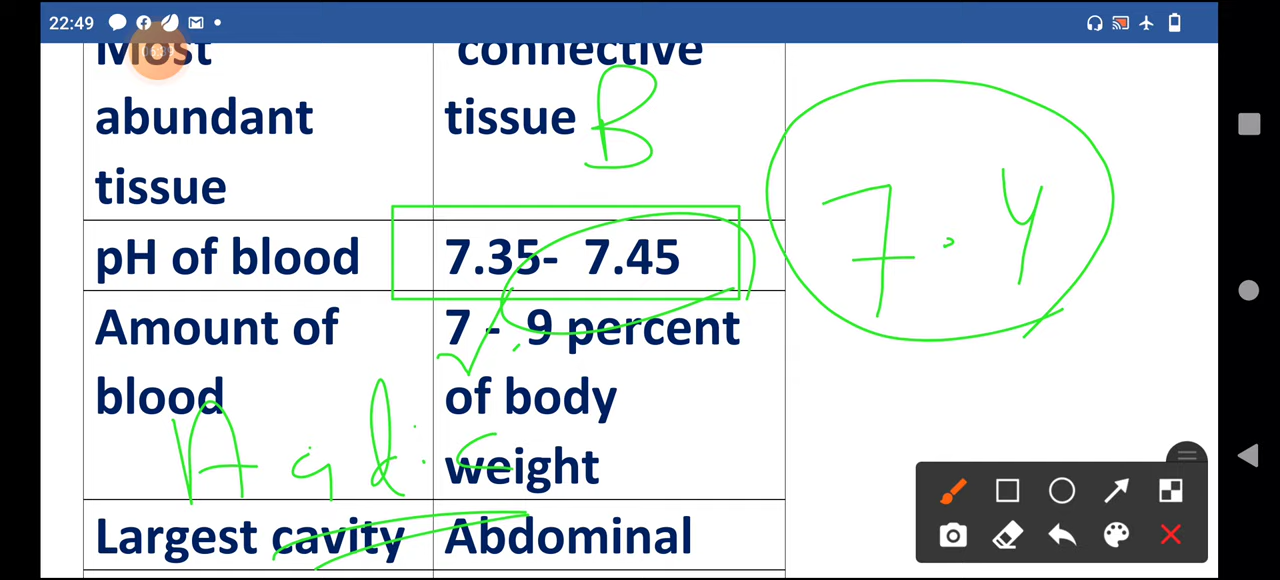 22:49
Most
abundant
tissue
connective
tissue B
pH of blood
7.35- 7.45
7.4
Amount of
blood
7 - 9 percent
of body
weight
Largest cavity
Abdominal